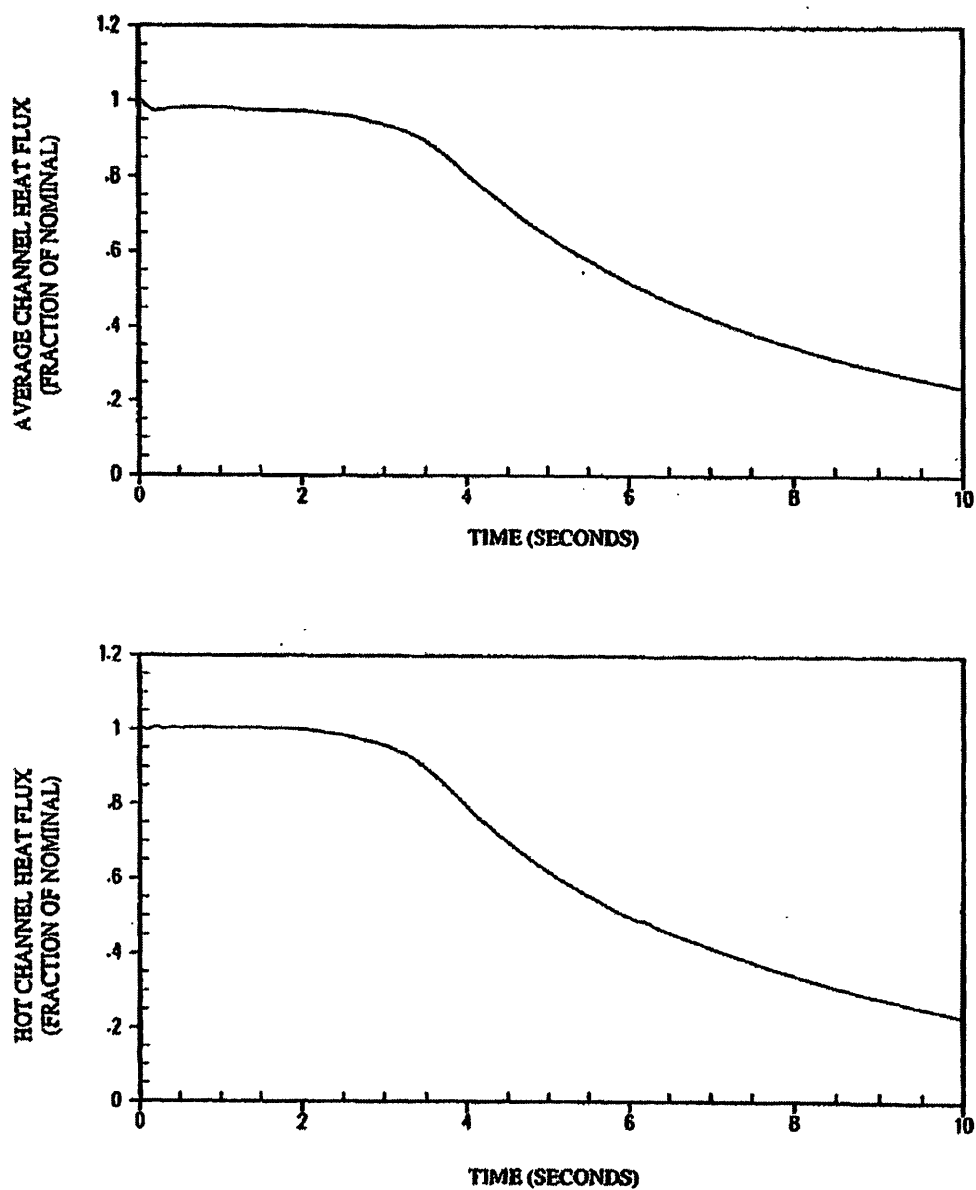 AVERAGE CHANNEL HEAT FLUX
(FRACTION OF NOMINAL)
1.2
1
.8
.6
.4
.2
0
0 2 4 6 8 10
TIME (SECONDS)
HOT CHANNEL HEAT FLUX
(FRACTION OF NOMINAL)
1.2
1
.8
.6
.4
.2
0
0 2 4 6 8 10
TIME (SECONDS)